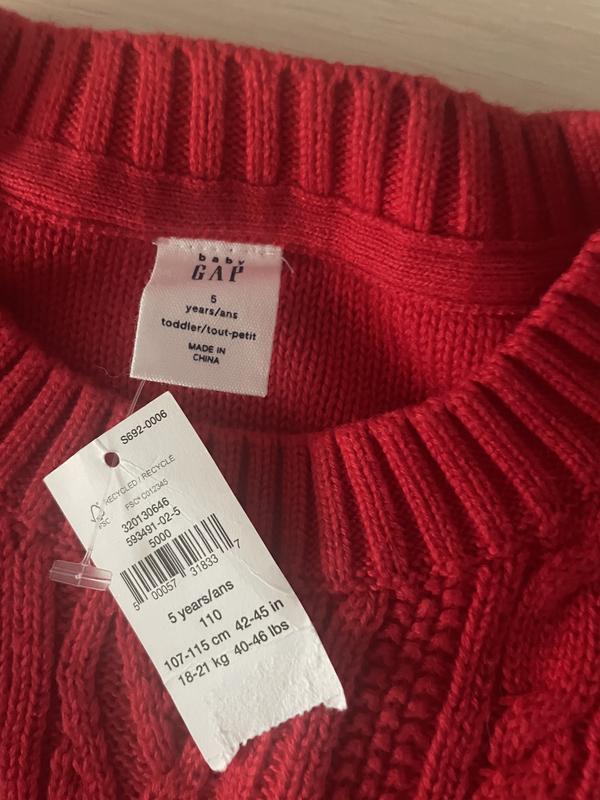 baby
GAP
5
years/ans
toddler/tout-petit
MADE IN
CHINA
S692-0006
RECYCLED / RECYCLE
FSC® C012345
FSC
320130646
593491-02-5
5000
5 00057 31833 7
5 years/ans
110
107-115 cm 42-45 in
18-21 kg 40-46 lbs